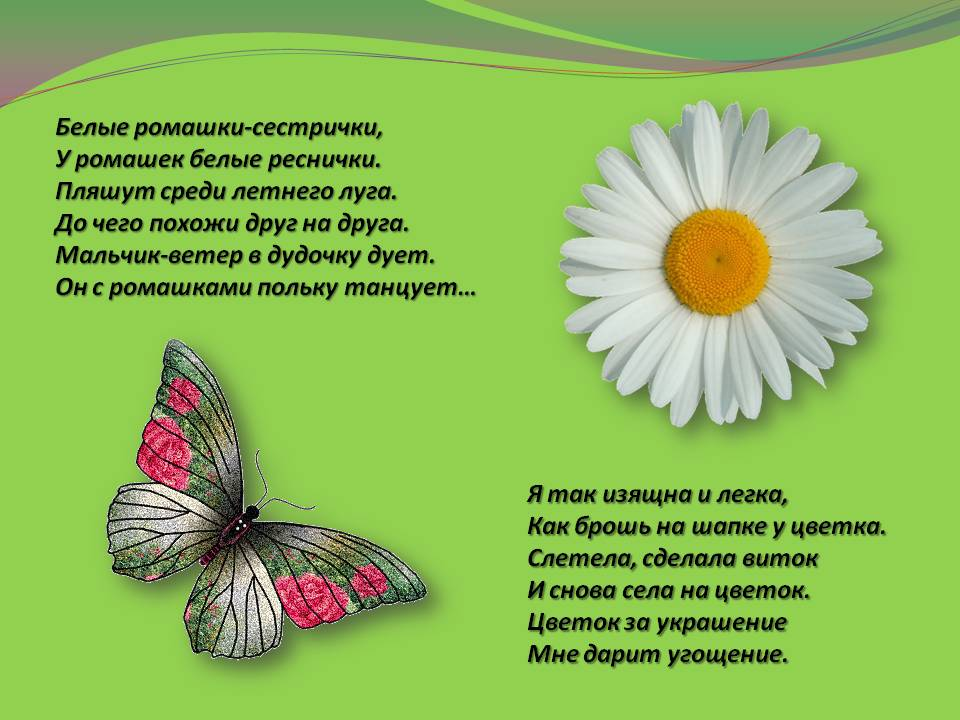 Белые ромашки-сестрички,
У ромашек белые реснички.
Пляшут среди летнего луга.
До чего похожи друг на друга.
Мальчик-ветер в дудочку дует.
Он с ромашками польку танцует...
Я так изящна и легка,
Как брошь на шапке у цветка.
Слетела, сделала виток
И снова села на цветок.
Цветок за украшение
Мне дарит угощение.